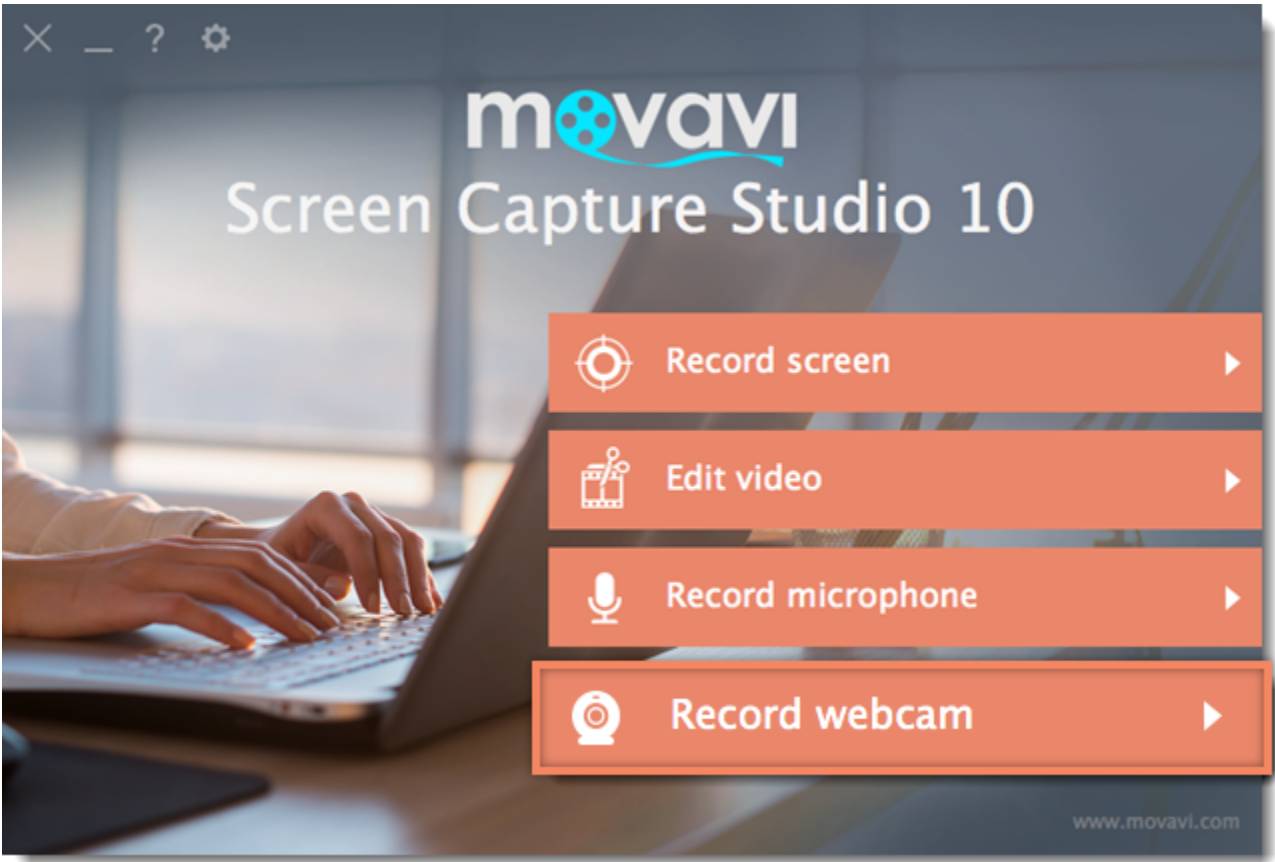 ?
movavi
Screen Capture Studio 10
Record screen
Edit video
Record microphone
Record webcam
www.movavi.com